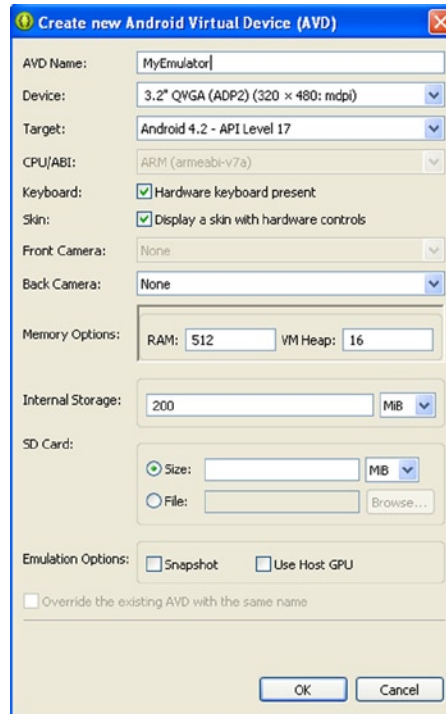 Create new Android Virtual Device (AVD)
AVD Name: MyEmulator
Device: 3.2" QVGA (ADP2) (320 × 480: mdpi)
Target: Android 4.2 - API Level 17
CPU/ABI: ARM (armeabi-v7a)
Keyboard: Hardware keyboard present
Skin: Display a skin with hardware controls
Front Camera: None
Back Camera: None
Memory Options: RAM: 512 VM Heap: 16
Internal Storage: 200 MiB
SD Card:
Size: MiB
File: Browse...
Emulation Options: Snapshot Use Host GPU
Override the existing AVD with the same name
OK Cancel